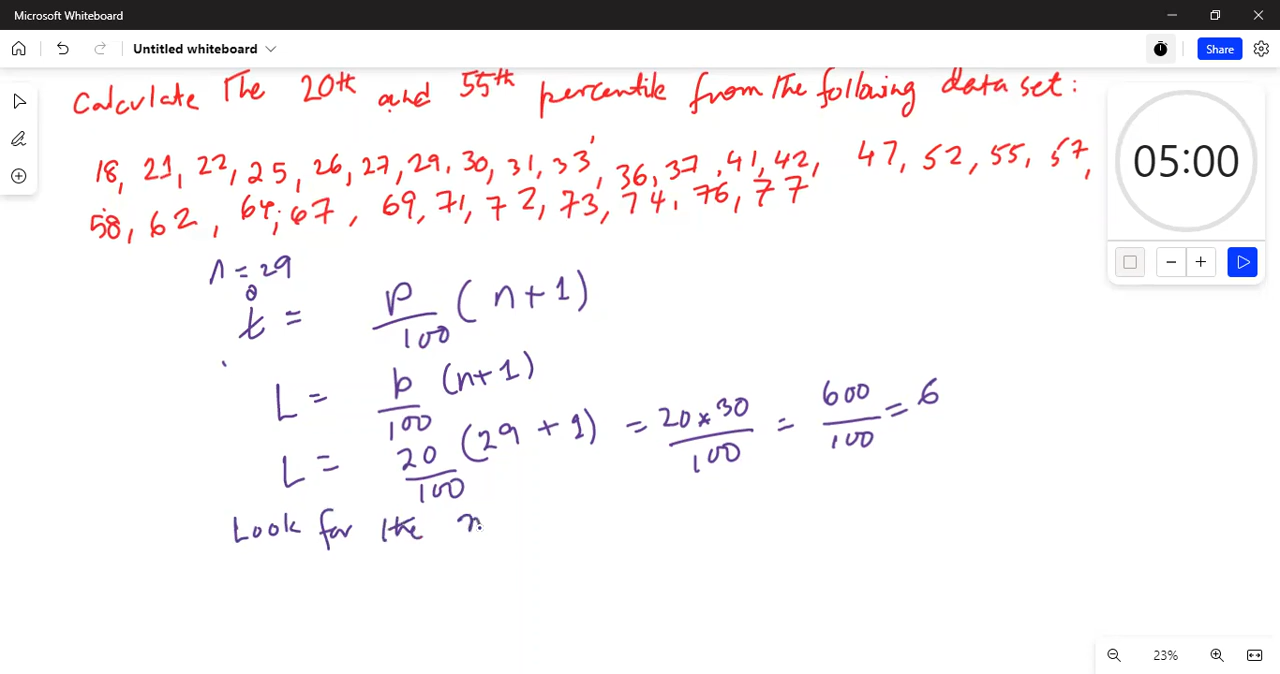 Microsoft Whiteboard
Untitled whiteboard
Share
Calculate The 20th and 55th percentile from the following data set:
18, 21, 22, 25, 26, 27, 29, 30, 31, 33, 36, 37, 41, 42, 47, 52, 55, 57,
58, 62, 64, 67, 69, 71, 72, 73, 74, 76, 77
05:00
n = 29
= P/100 (n+1)
L = p/100 (n+1)
L = 20/100 (29 + 1) = 20 × 30/100 = 600/100 = 6
Look for the n
23%